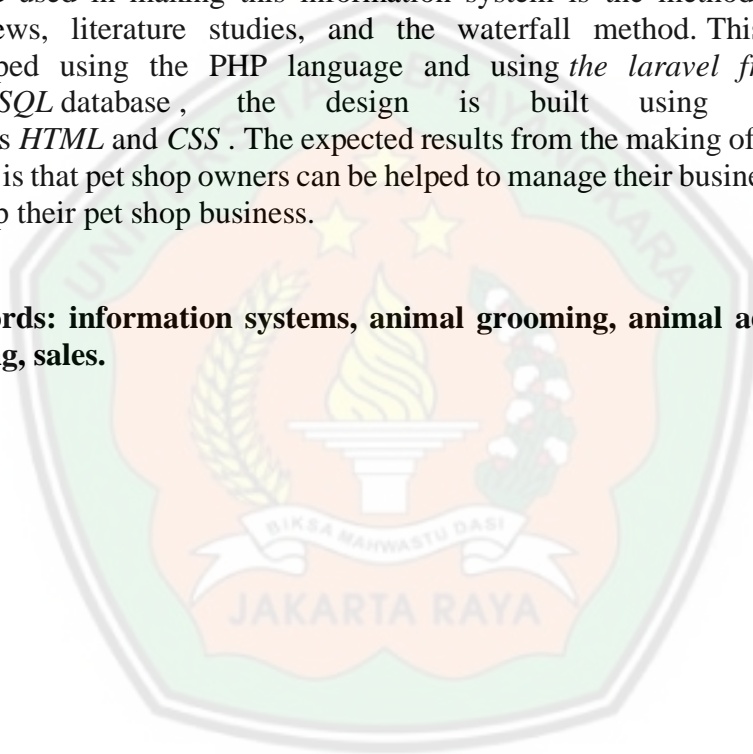 used in making this information system is the method
ews, literature studies, and the waterfall method. This
ped using the PHP language and using the laravel fr
SQL database , the design is built using
s HTML and CSS . The expected results from the making of
is that pet shop owners can be helped to manage their busine
p their pet shop business.
UNIVERSITAS BHAYANGKARA
rds: information systems, animal grooming, animal a
g, sales.
BIKSA MAHWASTU DASI
JAKARTA RAYA